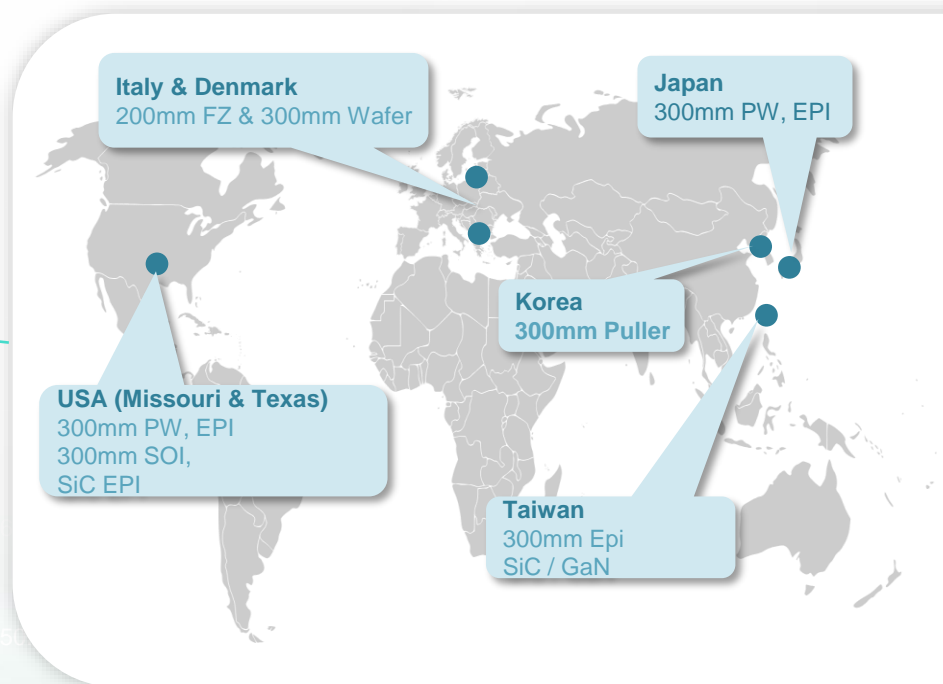 Italy & Denmark
200mm FZ & 300mm Wafer
Japan
300mm PW, EPI
Korea
300mm Puller
USA (Missouri & Texas)
300mm PW, EPI
300mm SOI,
SiC EPI
Taiwan
300mm Epi
SiC / GaN